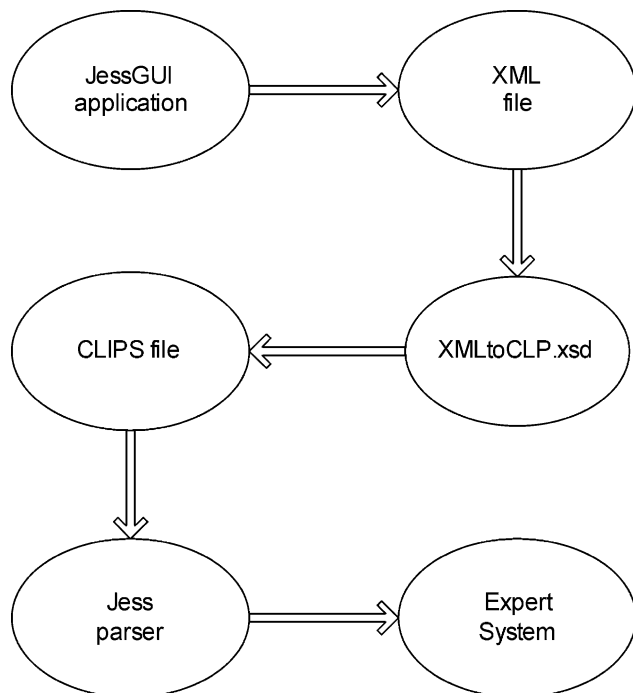 JessGUI
application
XML
file
CLIPS file
XMLtoCLP.xsd
Jess
parser
Expert
System